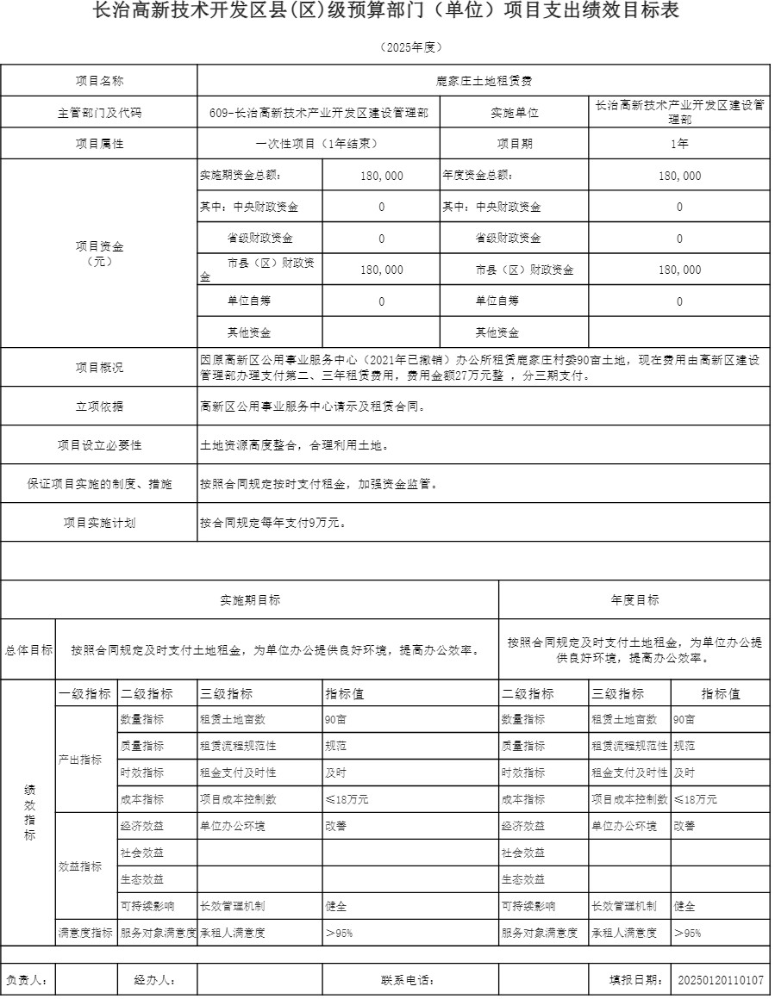 长治高新技术开发区县(区)级预算部门（单位）项目支出绩效目标表
（2025年度）
项目名称 鹿家庄土地租赁费
主管部门及代码 609-长治高新技术产业开发区建设管理部 实施单位 长治高新技术产业开发区建设管
理部
项目属性 一次性项目（1年结束） 项目期 1年
项目资金
（元）
实施期资金总额: 180,000 年度资金总额: 180,000
其中: 中央财政资金 0 其中: 中央财政资金 0
省级财政资金 0 省级财政资金 0
市县（区）财政资
金 180,000 市县（区）财政资金 180,000
单位自筹 0 单位自筹 0
其他资金 其他资金
项目概况 因原高新区公用事业服务中心（2021年已撤销）办公所租赁鹿家庄村委90亩土地，现在费用由高新区建设
管理部办理支付第二、三年租赁费用，费用金额27万元整 ，分三期支付。
立项依据 高新区公用事业服务中心请示及租赁合同。
项目设立必要性 土地资源高度整合，合理利用土地。
保证项目实施的制度、措施 按照合同规定按时支付租金，加强资金监管。
项目实施计划 按合同规定每年支付9万元。
实施期目标 年度目标
总体目标 按照合同规定及时支付土地租金，为单位办公提供良好环境，提高办公效率。 按照合同规定及时支付土地租金，为单位办公提
供良好环境，提高办公效率。
绩效指标
一级指标 二级指标 三级指标 指标值 二级指标 三级指标 指标值
产出指标
数量指标 租赁土地亩数 90亩 数量指标 租赁土地亩数 90亩
质量指标 租赁流程规范性 规范 质量指标 租赁流程规范性 规范
时效指标 租金支付及时性 及时 时效指标 租金支付及时性 及时
成本指标 项目成本控制数 ≤18万元 成本指标 项目成本控制数 ≤18万元
效益指标
经济效益 单位办公环境 改善 经济效益 单位办公环境 改善
社会效益 社会效益
生态效益 生态效益
可持续影响 长效管理机制 健全 可持续影响 长效管理机制 健全
满意度指标 服务对象满意度 承租人满意度 >95% 服务对象满意度 承租人满意度 >95%
负责人: 经办人: 联系电话: 填报日期: 20250120110107